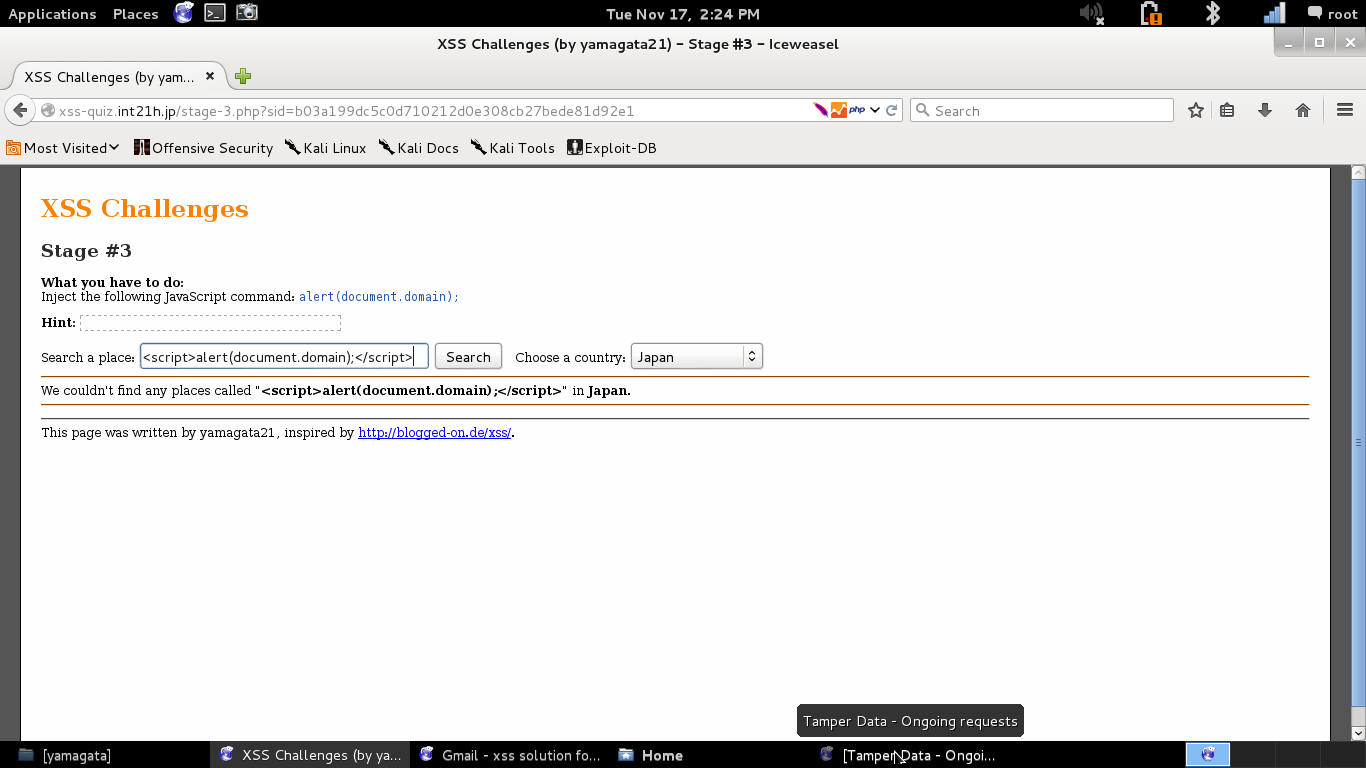 Applications Places Tue Nov 17, 2:24 PM root
XSS Challenges (by yamagata21) - Stage #3 - Iceweasel
XSS Challenges (by yam...
xss-quiz.int21h.jp/stage-3.php?sid=b03a199dc5c0d710212d0e308cb27bede81d92e1 php Search
Most Visited Offensive Security Kali Linux Kali Docs Kali Tools Exploit-DB
XSS Challenges
Stage #3
What you have to do:
Inject the following JavaScript command: alert(document.domain);
Hint:
Search a place: <script>alert(document.domain);</script> Search Choose a country: Japan
We couldn't find any places called "<script>alert(document.domain);</script>" in Japan.
This page was written by yamagata21, inspired by http://blogged-on.de/xss/.
Tamper Data - Ongoing requests
[yamagata] XSS Challenges (by ya... Gmail - xss solution fo... Home [Tamper Data - Ongoi...